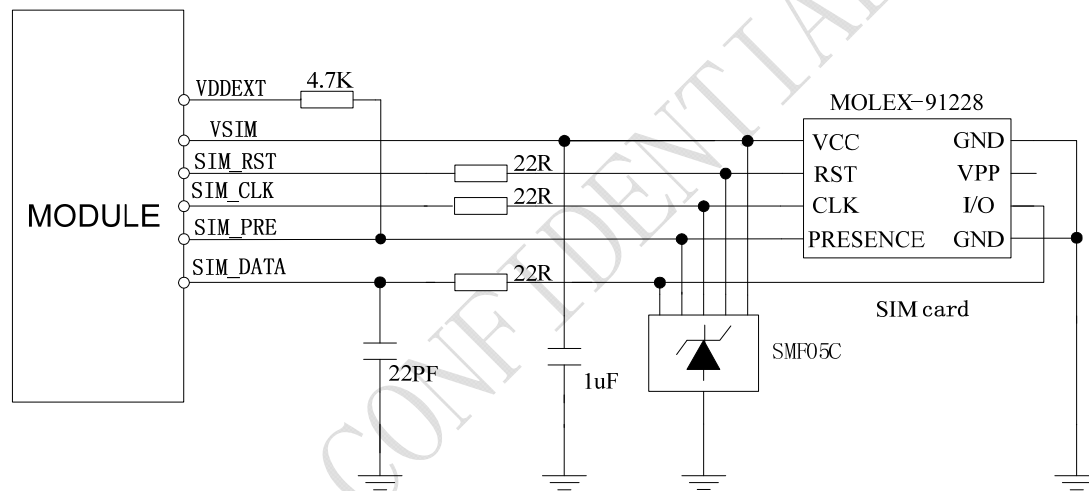 VDDEXT
4.7K
VSIM
SIM_RST
22R
SIM_CLK
22R
MODULE
SIM_PRE
SIM_DATA
22R
MOLEX-91228
VCC GND
RST VPP
CLK I/O
PRESENCE GND
SIM card
SMF05C
22PF
1uF
CONFIDENTIAL